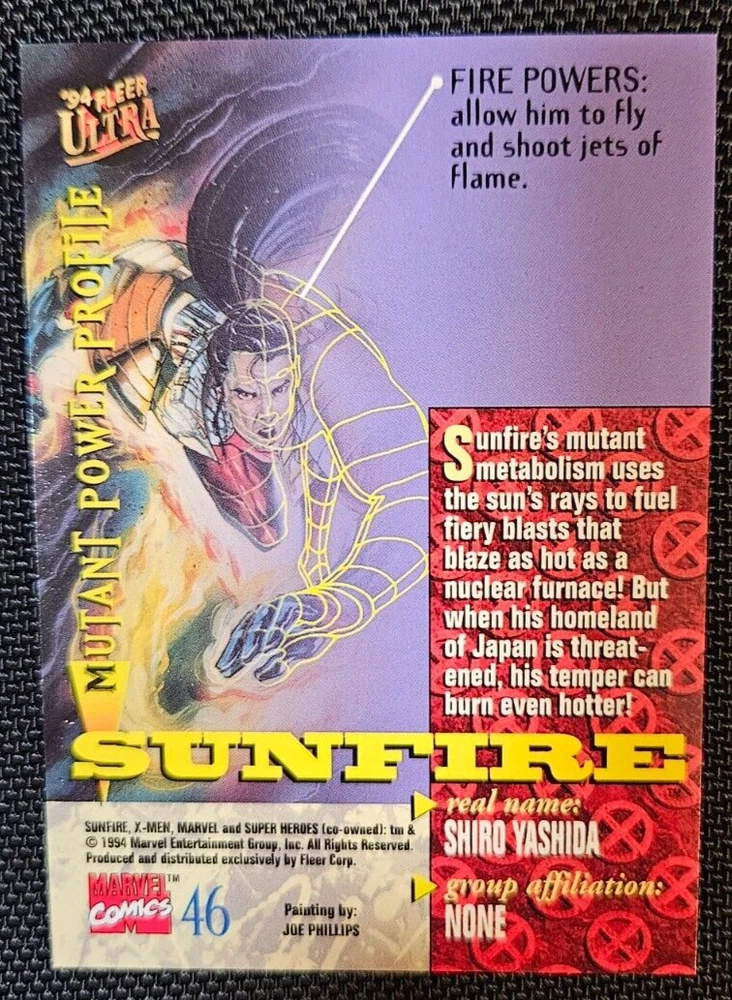 '94 FLEER
ULTRA
MUTANT POWER PROFILE
FIRE POWERS:
allow him to fly
and shoot jets of
flame.
Sunfire's mutant
metabolism uses
the sun's rays to fuel
fiery blasts that
blaze as hot as a
nuclear furnace! But
when his homeland
of Japan is threat-
ened, his temper can
burn even hotter!
SUNFIRE™
real name:
SHIRO YASHIDA
group affiliation:
NONE
SUNFIRE, X-MEN, MARVEL and SUPER HEROES (co-owned): tm &
© 1994 Marvel Entertainment Group, Inc. All Rights Reserved.
Produced and distributed exclusively by Fleer Corp.
MARVEL™
COMICS 46
Painting by:
JOE PHILLIPS